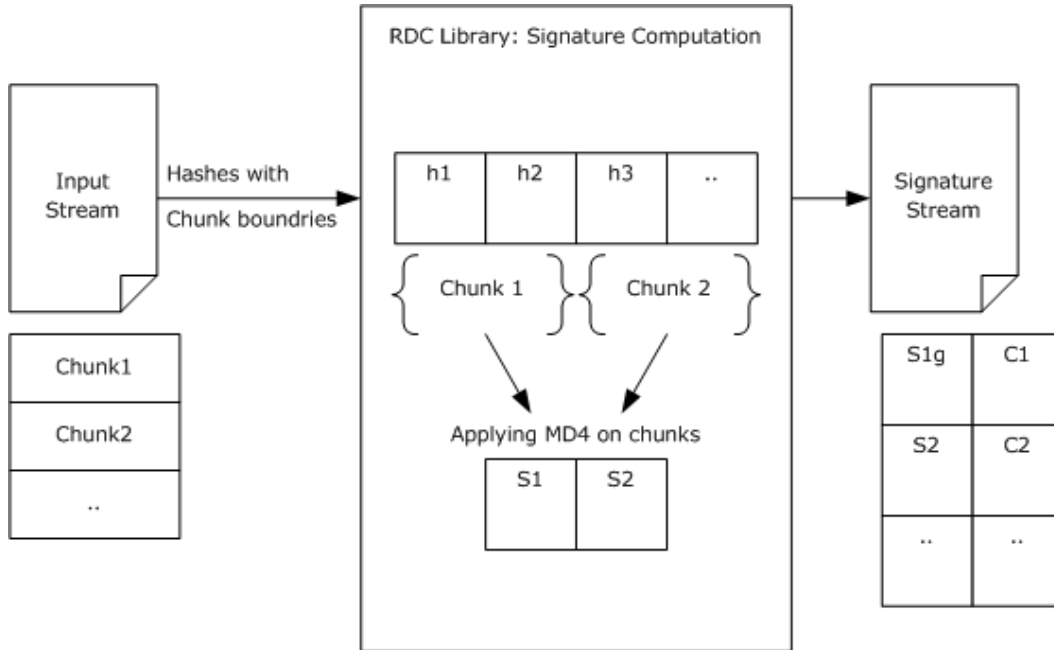 RDC Library: Signature Computation
Input
Stream
Hashes with
Chunk boundries
h1 h2 h3 ..
Chunk 1 Chunk 2
Applying MD4 on chunks
S1 S2
Signature
Stream
Chunk1
Chunk2
..
S1g C1
S2 C2
.. ..